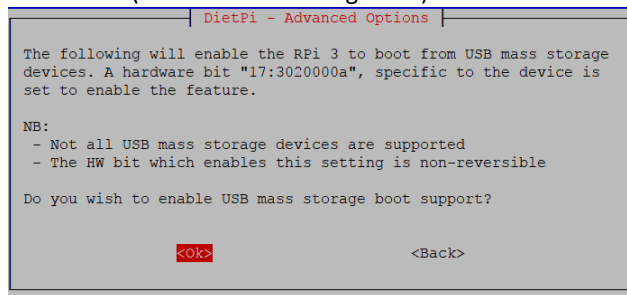 DietPi - Advanced Options
The following will enable the RPi 3 to boot from USB mass storage
devices. A hardware bit "17:3020000a", specific to the device is
set to enable the feature.
NB:
- Not all USB mass storage devices are supported
- The HW bit which enables this setting is non-reversible
Do you wish to enable USB mass storage boot support?
<Ok> <Back>